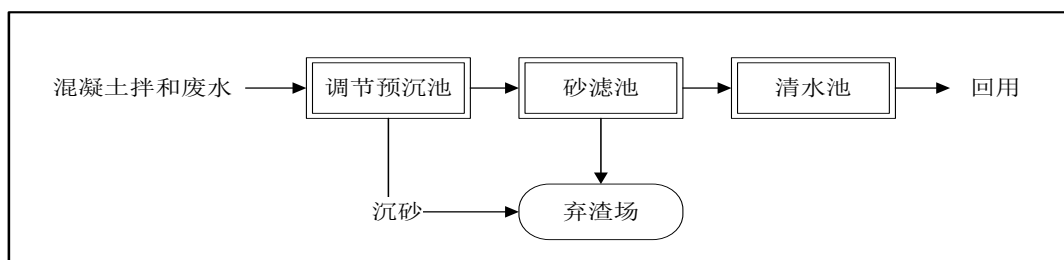 混凝土拌和废水
调节预沉池
砂滤池
清水池
回用
沉砂
弃渣场